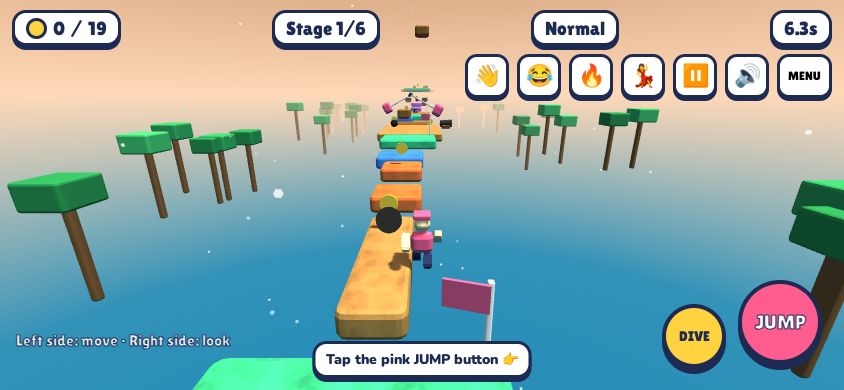 0 / 19
Stage 1/6
Normal
6.3s
MENU
Left side: move · Right side: look
DIVE
JUMP
Tap the pink JUMP button 👉